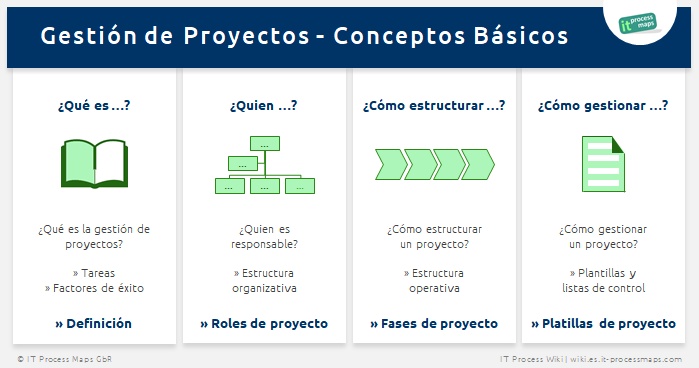 Gestión de Proyectos - Conceptos Básicos
it process maps
¿Qué es ...?
¿Qué es la gestión de
proyectos?
» Tareas
» Factores de éxito
» Definición
¿Quien ...?
...
...
...
...
...
¿Quien es
responsable?
» Estructura
organizativa
» Roles de proyecto
¿Cómo estructurar ...?
¿Cómo estructurar
un proyecto?
» Estructura
operativa
» Fases de proyecto
¿Cómo gestionar ...?
¿Cómo gestionar
un proyecto?
» Plantillas y
listas de control
» Platillas de proyecto
© IT Process Maps GbR
IT Process Wiki | wiki.es.it-processmaps.com